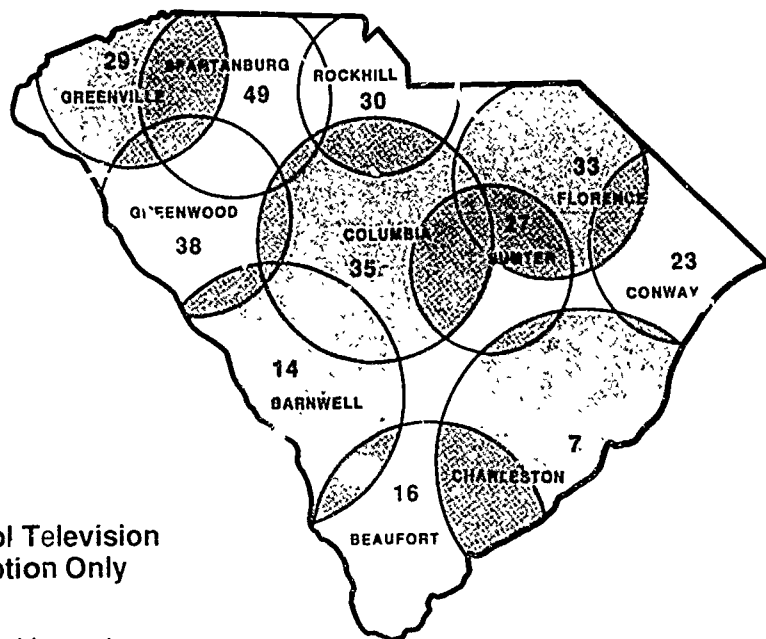 29
SPARTANBURG
ROCKHILL
GREENVILLE
49
30
33
FLORENCE
GREENWOOD
COLUMBIA
27
SUMTER
38
35
23
CONWAY
14
BARNWELL
7
CHARLESTON
16
BEAUFORT
Television
Only